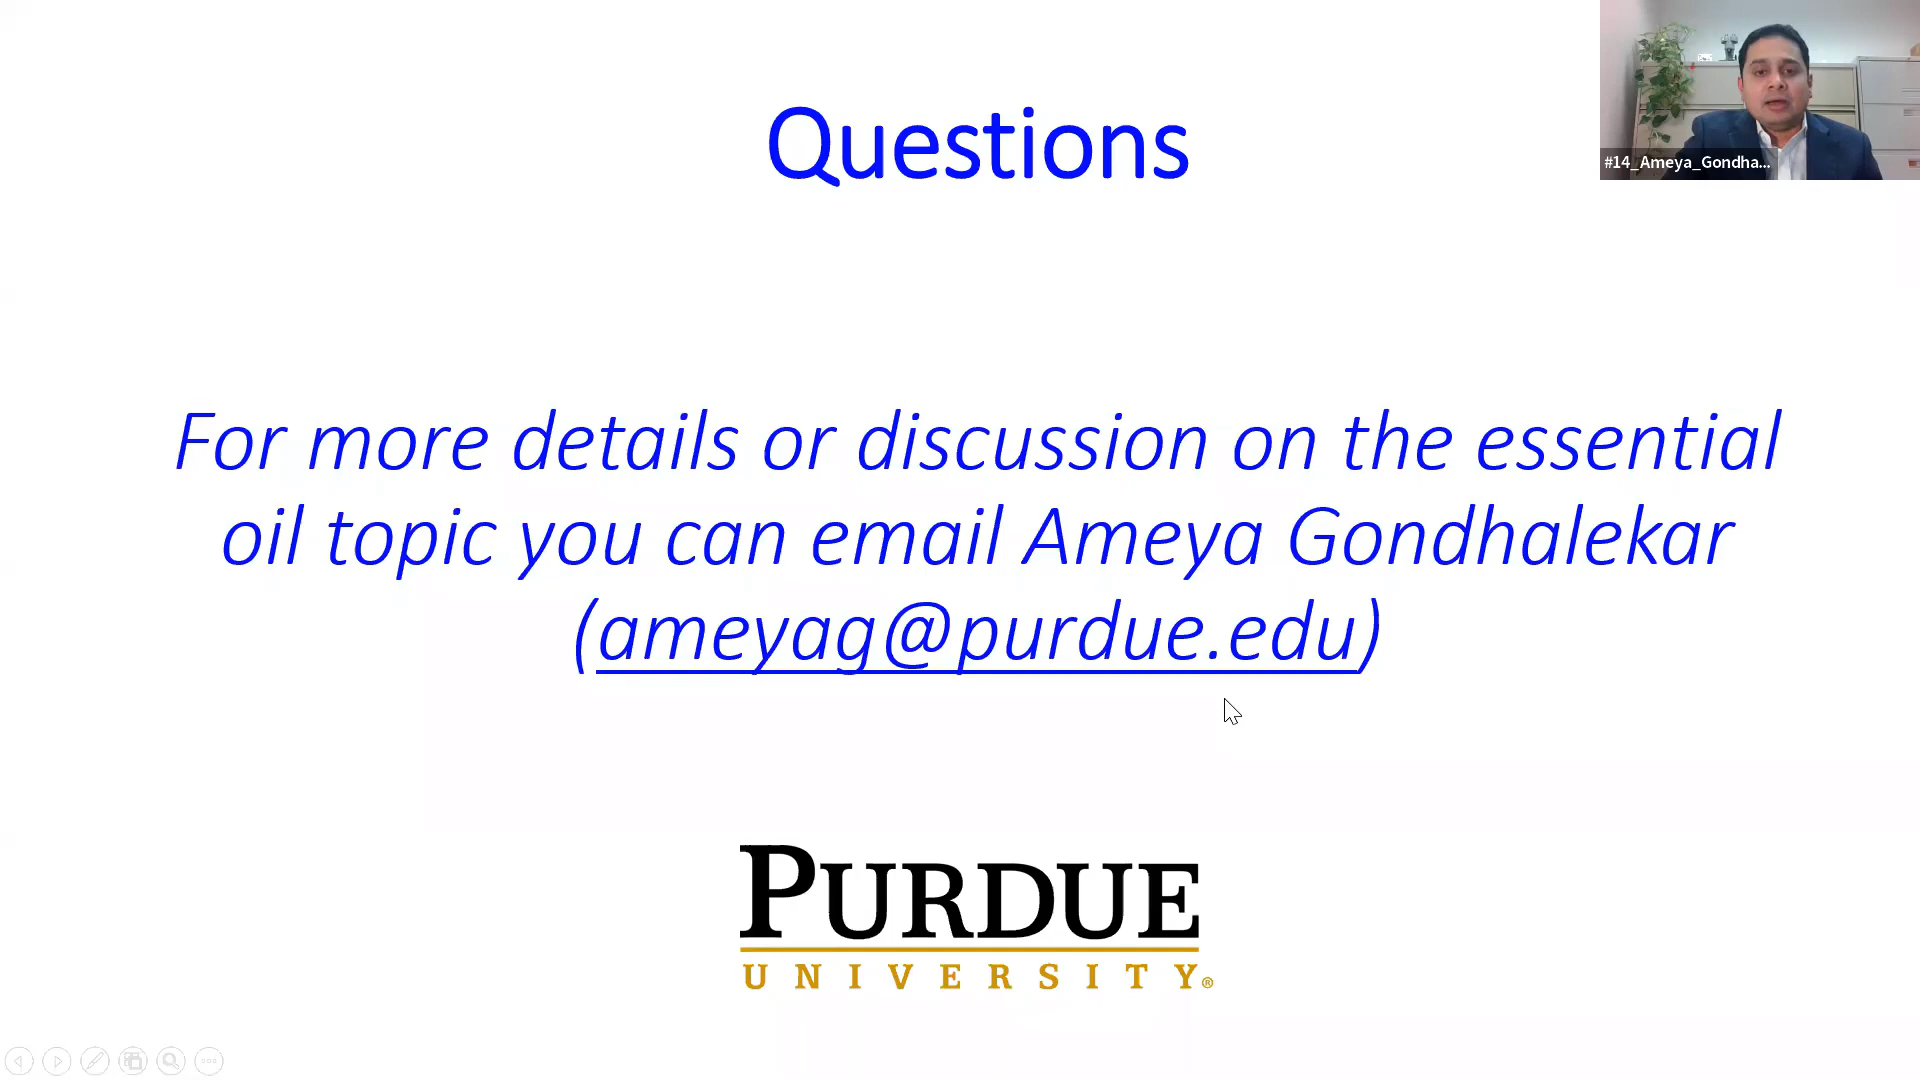 Questions
#14_Ameya_Gondha...
For more details or discussion on the essential
oil topic you can email Ameya Gondhalekar
(ameyag@purdue.edu)
PURDUE
UNIVERSITY®